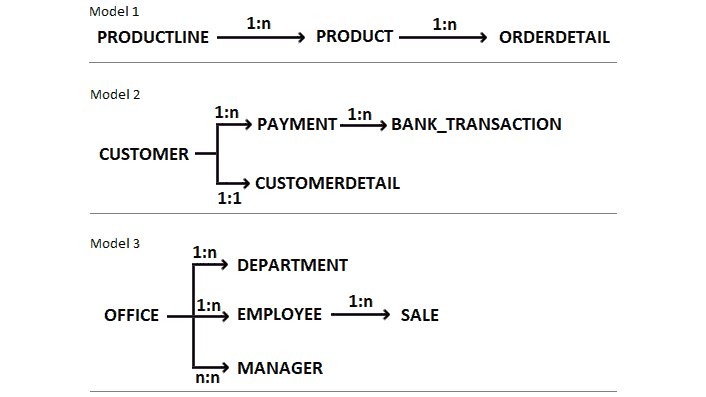 Model 1
1:n 1:n
PRODUCTLINE PRODUCT ORDERDETAIL
Model 2
1:n 1:n
PAYMENT BANK_TRANSACTION
CUSTOMER
CUSTOMERDETAIL
1:1
Model 3
1:n
DEPARTMENT
1:n 1:n
OFFICE EMPLOYEE SALE
MANAGER
n:n